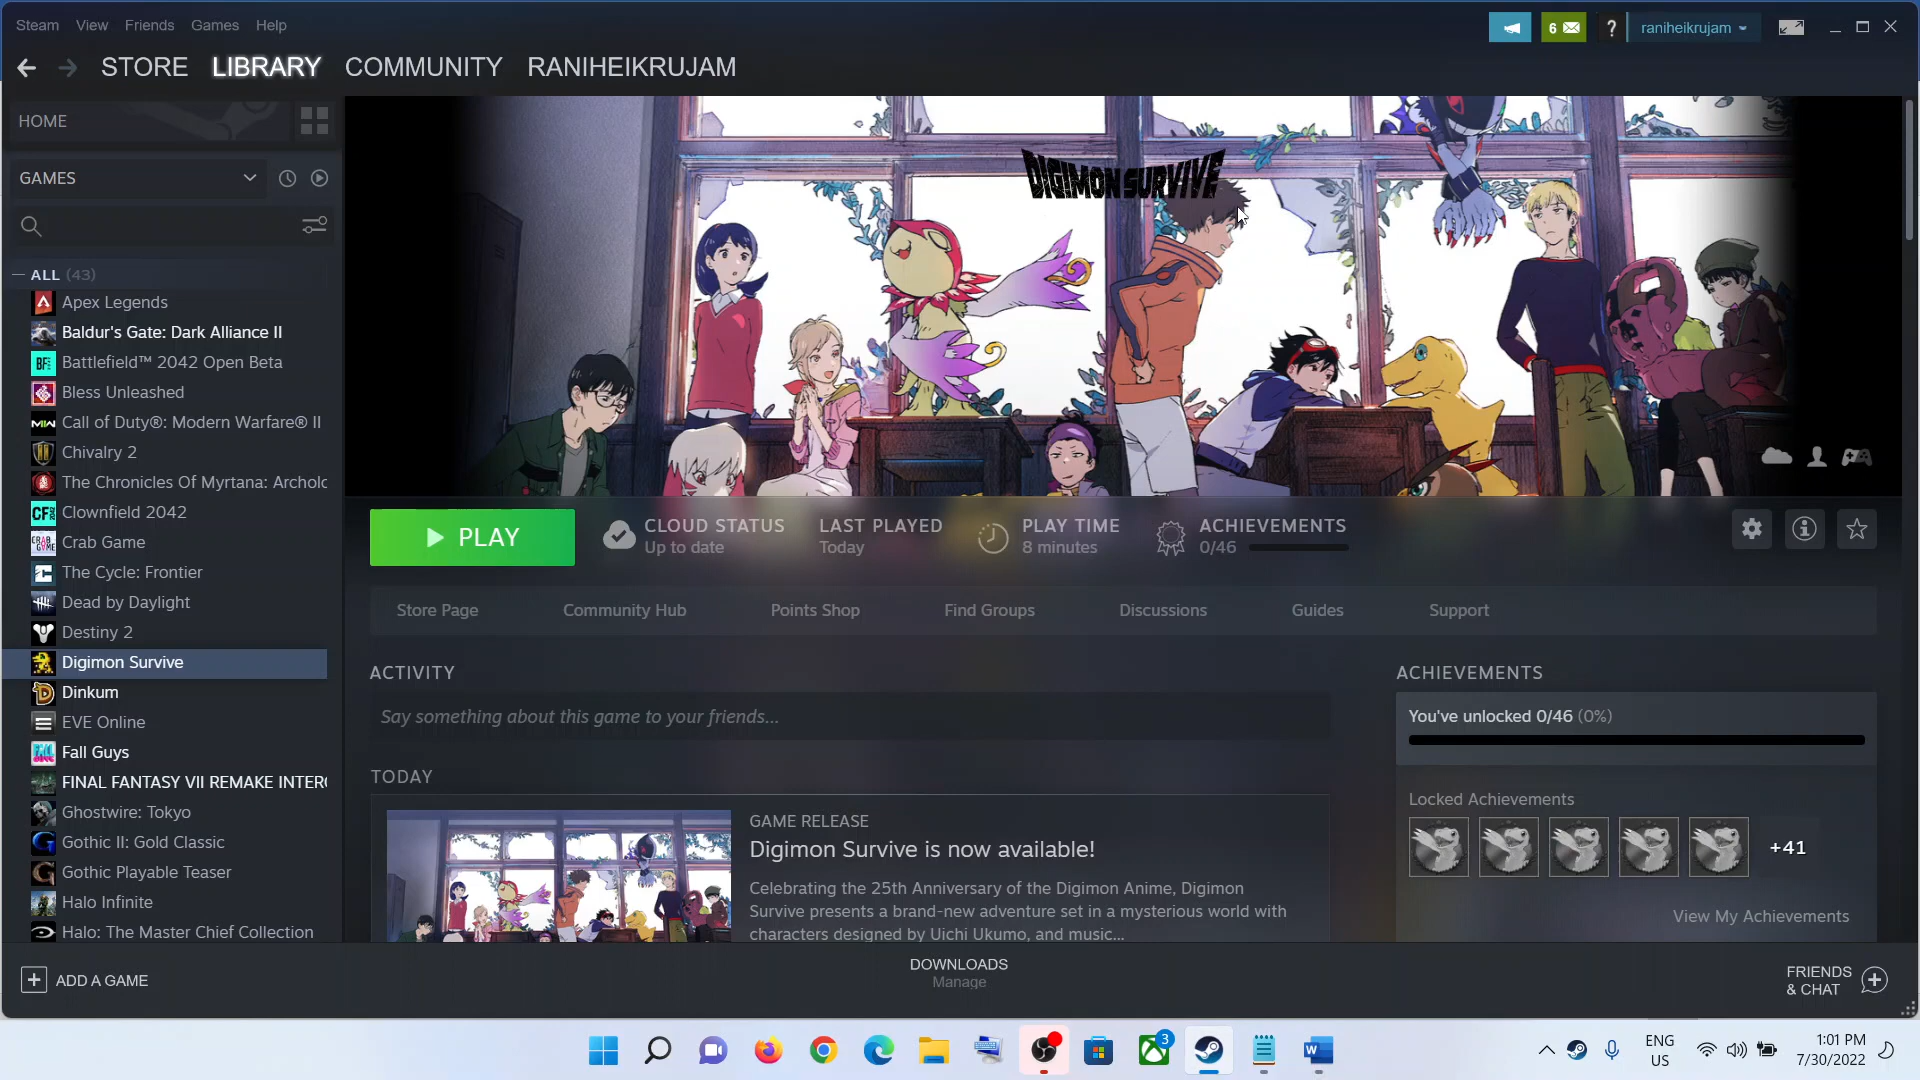 Steam View Friends Games Help
6 ? raniheikrujam
STORE LIBRARY COMMUNITY RANIHEIKRUJAM
HOME
GAMES
ALL (43)
Apex Legends
Baldur's Gate: Dark Alliance II
Battlefield™ 2042 Open Beta
Bless Unleashed
Call of Duty®: Modern Warfare® II
Chivalry 2
The Chronicles Of Myrtana: Archolo
Clownfield 2042
Crab Game
The Cycle: Frontier
Dead by Daylight
Destiny 2
Digimon Survive
Dinkum
EVE Online
Fall Guys
FINAL FANTASY VII REMAKE INTERG
Ghostwire: Tokyo
Gothic II: Gold Classic
Gothic Playable Teaser
Halo Infinite
Halo: The Master Chief Collection
DIGIMON SURVIVE
PLAY
CLOUD STATUS
Up to date
LAST PLAYED
Today
PLAY TIME
8 minutes
ACHIEVEMENTS
0/46
Store Page Community Hub Points Shop Find Groups Discussions Guides Support
ACTIVITY
Say something about this game to your friends...
TODAY
GAME RELEASE
Digimon Survive is now available!
Celebrating the 25th Anniversary of the Digimon Anime, Digimon
Survive presents a brand-new adventure set in a mysterious world with
characters designed by Uichi Ukumo, and music...
ACHIEVEMENTS
You've unlocked 0/46 (0%)
Locked Achievements
+41
View My Achievements
ADD A GAME
DOWNLOADS
Manage
FRIENDS
& CHAT
3
ENG
US
1:01 PM
7/30/2022